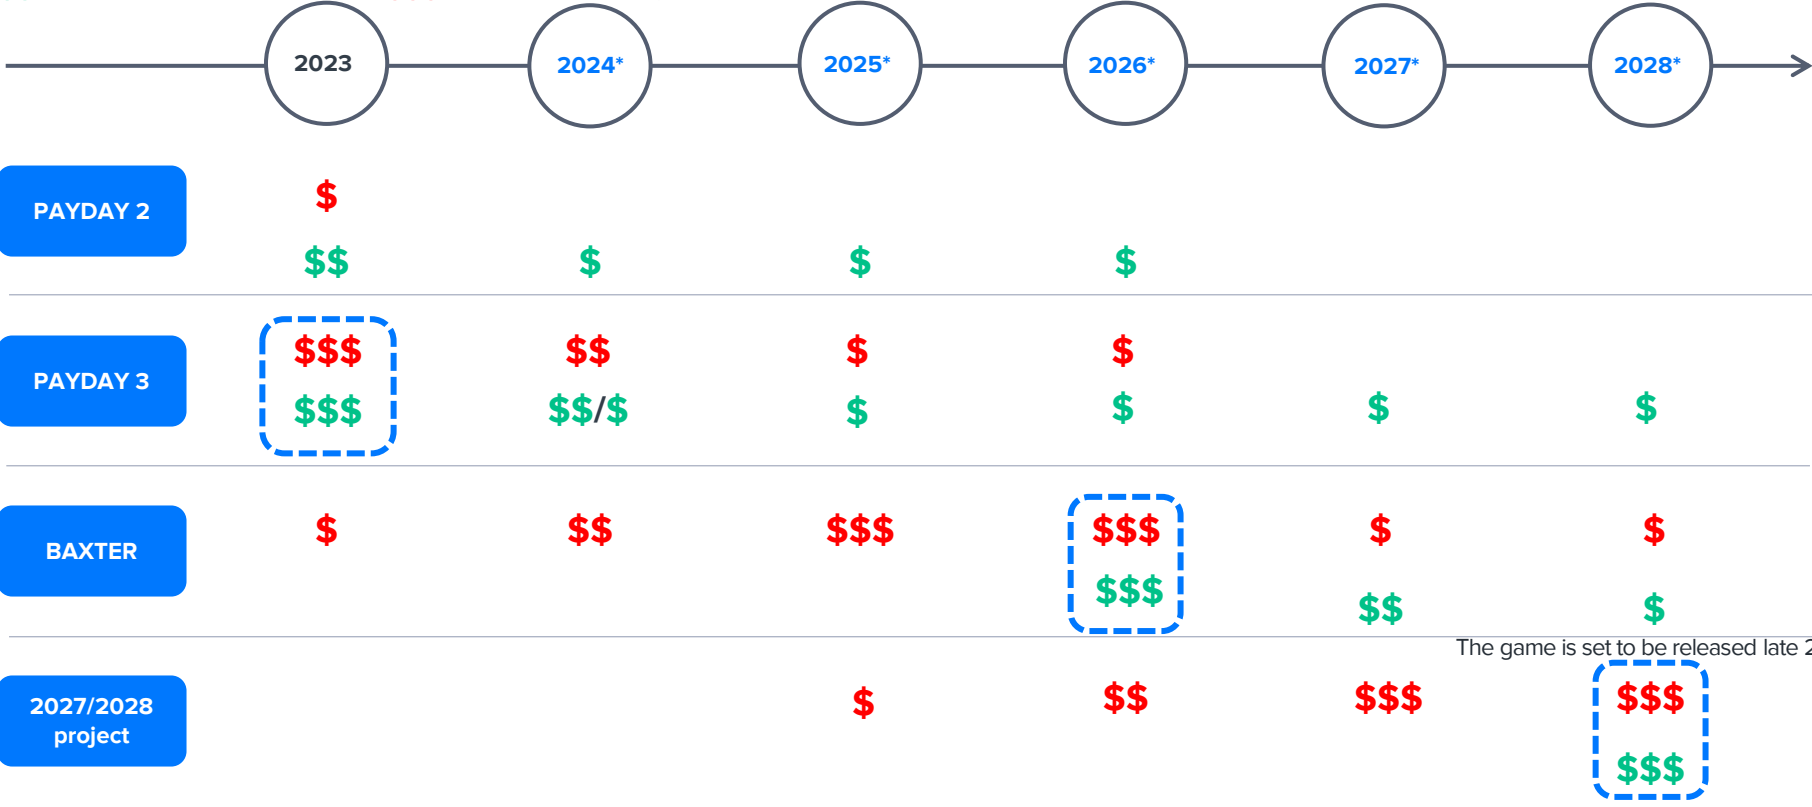 2023 2024* 2025* 2026* 2027* 2028*
$
PAYDAY 2
$$ $ $ $
$$$ $$ $ $
PAYDAY 3
$$$ $$/$ $ $ $ $
$ $$ $$$ $$$ $ $
BAXTER
$$$ $$ $
The game is set to be released late
2027/2028
project
$ $$ $$$ $$$
$$$